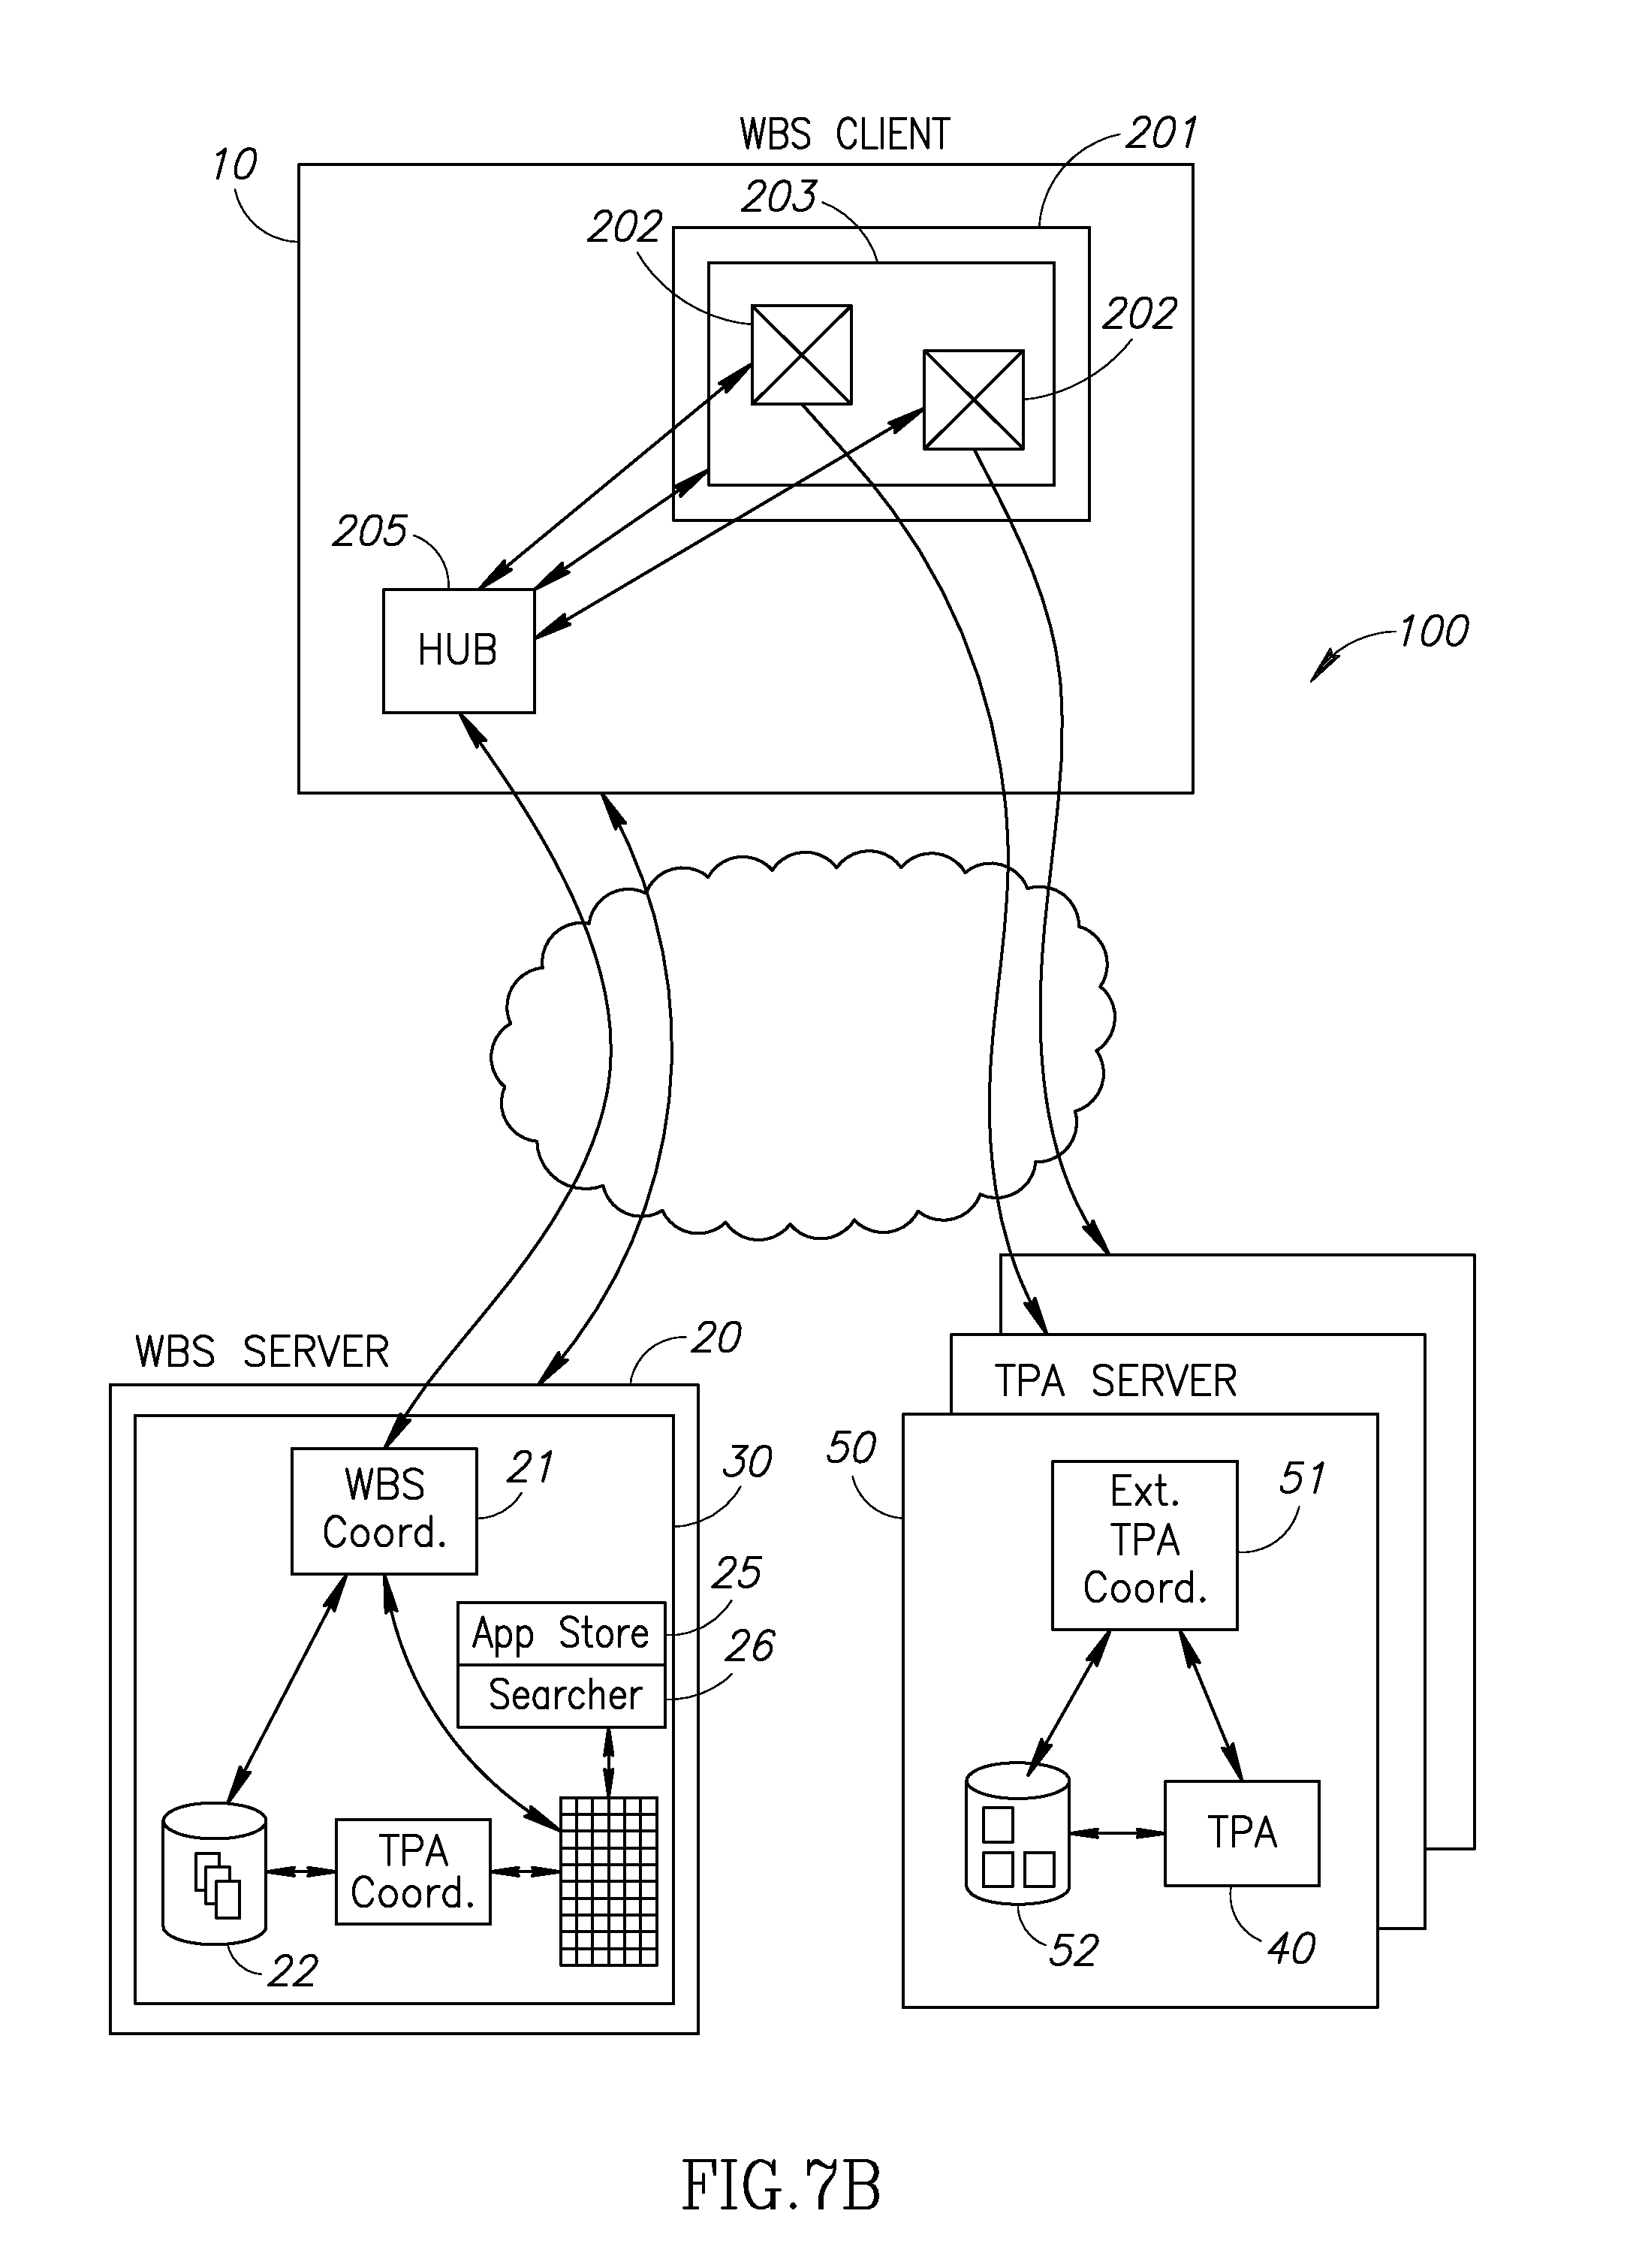 WBS CLIENT
201
10
203
202
202
205
HUB
100
WBS SERVER
20
TPA SERVER
WBS
Coord.
21
30
50
Ext.
TPA
Coord.
51
App Store
25
Searcher
26
TPA
Coord.
TPA
22
52
40
FIG.7B